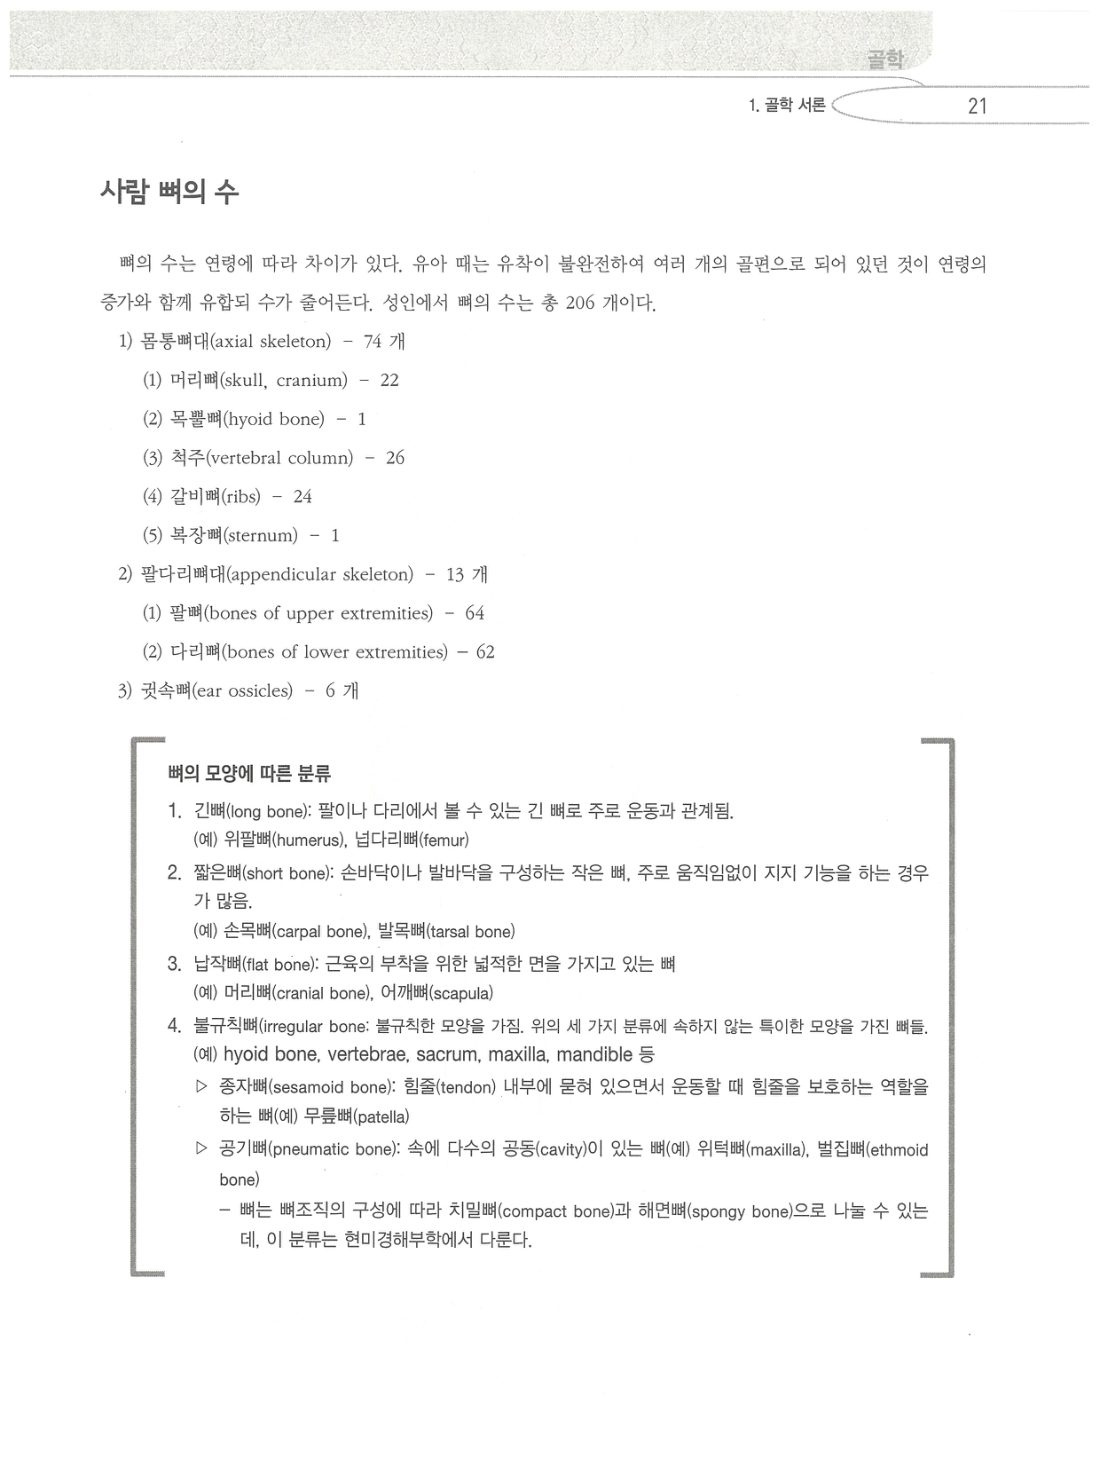 골학
1. 골학 서론
21
사람 뼈의 수
뼈의 수는 연령에 따라 차이가 있다. 유아 때는 유착이 불완전하여 여러 개의 골편으로 되어 있던 것이 연령의
증가와 함께 유합되 수가 줄어든다. 성인에서 뼈의 수는 총 206 개이다.
1) 몸통뼈대(axial skeleton) - 74 개
(1) 머리뼈(skull, cranium) - 22
(2) 목뿔뼈(hyoid bone) - 1
(3) 척주(vertebral column) - 26
(4) 갈비뼈(ribs) - 24
(5) 복장뼈(sternum) - 1
2) 팔다리뼈대(appendicular skeleton) - 13 개
(1) 팔뼈(bones of upper extremities) - 64
(2) 다리뼈(bones of lower extremities) - 62
3) 귓속뼈(ear ossicles) - 6 개
뼈의 모양에 따른 분류
1. 긴뼈(long bone): 팔이나 다리에서 볼 수 있는 긴 뼈로 주로 운동과 관계됨.
(예) 위팔뼈(humerus), 넙다리뼈(femur)
2. 짧은뼈(short bone): 손바닥이나 발바닥을 구성하는 작은 뼈, 주로 움직임없이 지지 기능을 하는 경우
가 많음.
(예) 손목뼈(carpal bone), 발목뼈(tarsal bone)
3. 납작뼈(flat bone): 근육의 부착을 위한 넓적한 면을 가지고 있는 뼈
(예) 머리뼈(cranial bone), 어깨뼈(scapula)
4. 불규칙뼈(irregular bone: 불규칙한 모양을 가짐. 위의 세 가지 분류에 속하지 않는 특이한 모양을 가진 뼈들.
(예) hyoid bone, vertebrae, sacrum, maxilla, mandible 등
▷ 종자뼈(sesamoid bone): 힘줄(tendon) 내부에 묻혀 있으면서 운동할 때 힘줄을 보호하는 역할을
하는 뼈(예) 무릎뼈(patella)
▷ 공기뼈(pneumatic bone): 속에 다수의 공동(cavity)이 있는 뼈(예) 위턱뼈(maxilla), 벌집뼈(ethmoid
bone)
- 뼈는 뼈조직의 구성에 따라 치밀뼈(compact bone)과 해면뼈(spongy bone)으로 나눌 수 있는
데, 이 분류는 현미경해부학에서 다룬다.